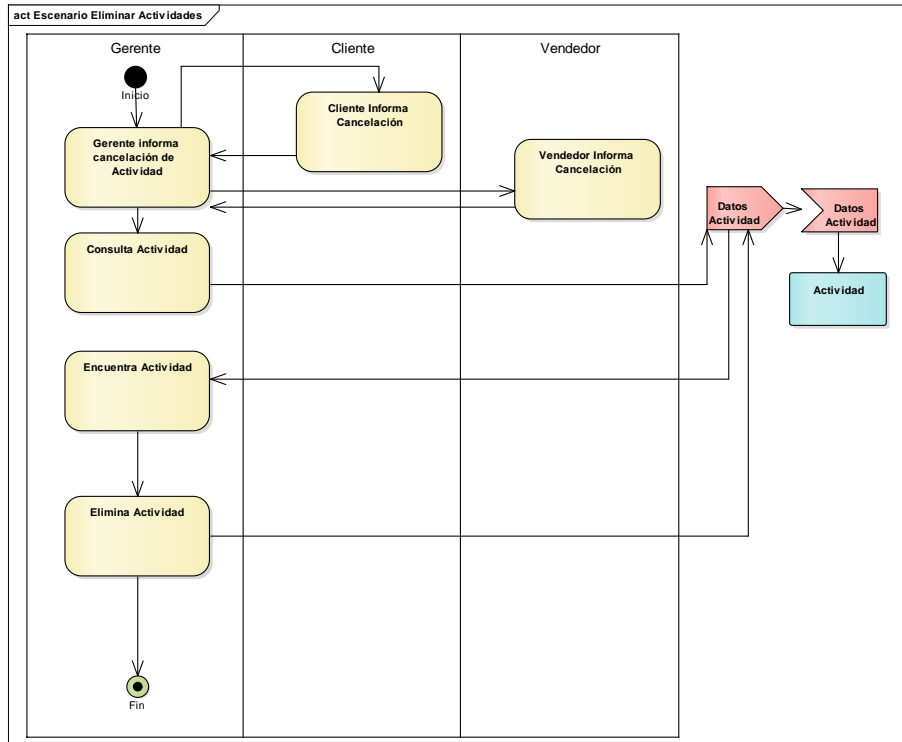 act Escenario Eliminar Actividades
Gerente
Cliente
Vendedor
Inicio
Cliente Informa
Cancelación
Gerente informa
cancelación de
Actividad
Vendedor Informa
Cancelación
Datos
Actividad
Datos
Actividad
Consulta Actividad
Actividad
Encuentra Actividad
Elimina Actividad
Fin